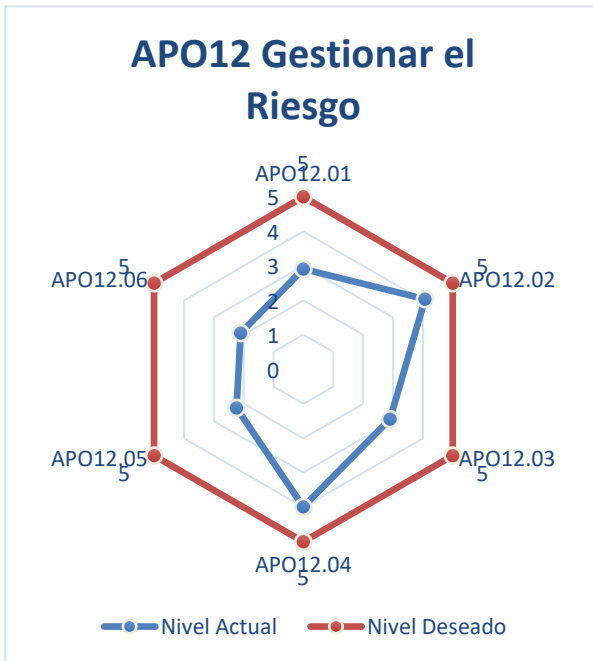 APO12 Gestionar el
Riesgo
5
APO12.01
5
4
3
2
1
0
5
APO12.02
5
APO12.03
APO12.04
5
APO12.05
5
5
APO12.06
Nivel Actual
Nivel Deseado